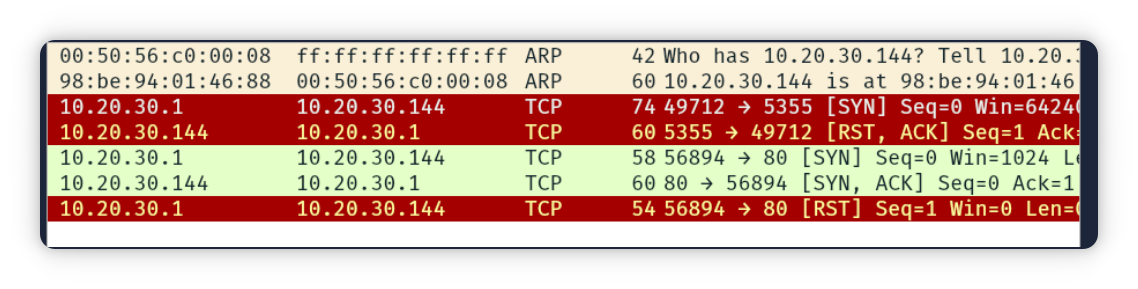 00:50:56:c0:00:08 ff:ff:ff:ff:ff:ff ARP 42 Who has 10.20.30.144? Tell 10.20.
98:be:94:01:46:88 00:50:56:c0:00:08 ARP 60 10.20.30.144 is at 98:be:94:01:46
10.20.30.1 10.20.30.144 TCP 74 49712 → 5355 [SYN] Seq=0 Win=6424
10.20.30.144 10.20.30.1 TCP 60 5355 → 49712 [RST, ACK] Seq=1 Ack=
10.20.30.1 10.20.30.144 TCP 58 56894 → 80 [SYN] Seq=0 Win=1024 Le
10.20.30.144 10.20.30.1 TCP 60 80 → 56894 [SYN, ACK] Seq=0 Ack=1
10.20.30.1 10.20.30.144 TCP 54 56894 → 80 [RST] Seq=1 Win=0 Len=